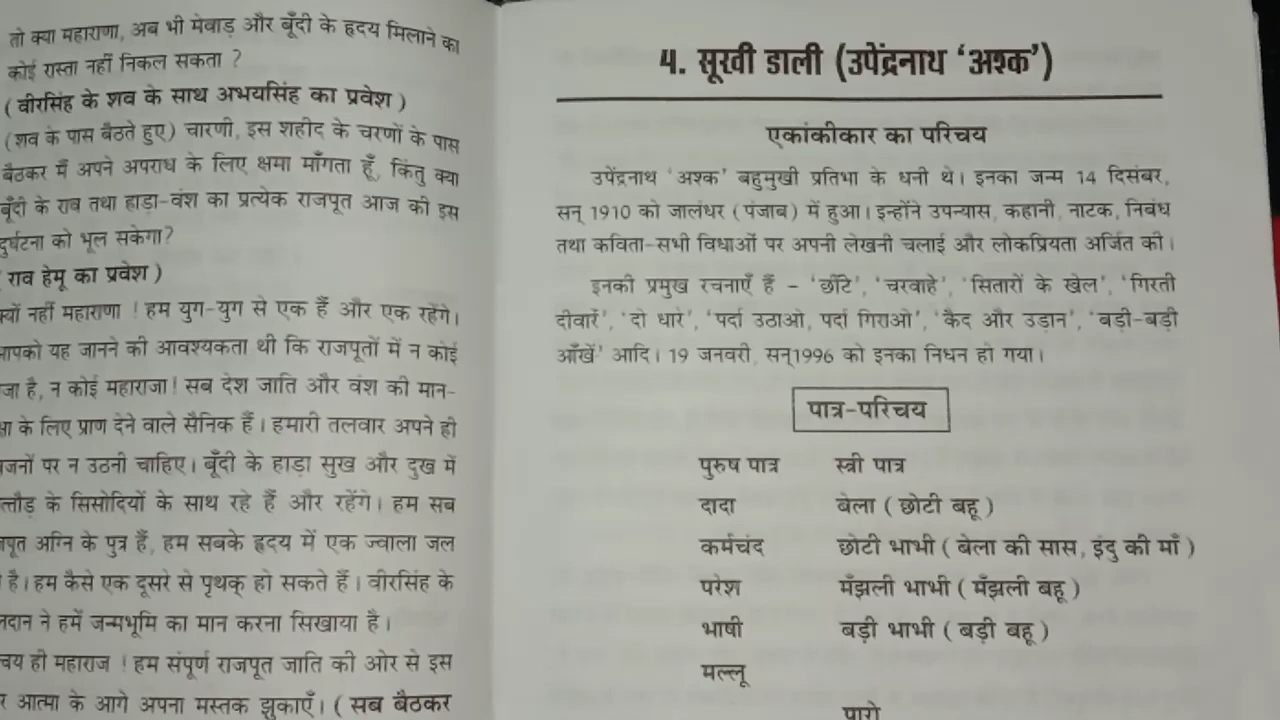 तो क्या महाराणा, अब भी मेवाड़ और बूँदी के हृदय मिलाने का
कोई रास्ता नहीं निकल सकता ?
( वीरसिंह के शव के साथ अभयसिंह का प्रवेश )
(शव के पास बैठते हुए) चारणी, इस शहीद के चरणों के पास
बैठकर मैं अपने अपराध के लिए क्षमा माँगता हूँ, किंतु क्या
बूँदी के राव तथा हाड़ा-वंश का प्रत्येक राजपूत आज की इस
दुर्घटना को भूल सकेगा?
राव हेमू का प्रवेश )
नहीं महाराणा ! हम युग-युग से एक हैं और एक रहेंगे।
यह जानने की आवश्यकता थी कि राजपूतों में न कोई
है, न कोई महाराजा! सब देश जाति और वंश की मान-
के लिए प्राण देने वाले सैनिक हैं। हमारी तलवार अपने ही
पर न उठनी चाहिए। बूँदी के हाड़ा सुख और दुख में
के सिसोदियों के साथ रहे हैं और रहेंगे। हम सब
अग्नि के पुत्र हैं, हम सबके हृदय में एक ज्वाला जल
है। हम कैसे एक दूसरे से पृथक् हो सकते हैं। वीरसिंह के
ने हमें जन्मभूमि का मान करना सिखाया है।
ही महाराज ! हम संपूर्ण राजपूत जाति की ओर से इस
आत्मा के आगे अपना मस्तक झुकाएँ। ( सब बैठकर
4. सूखी डाली (उपेंद्रनाथ ‘अश्क’)
एकांकीकार का परिचय
उपेंद्रनाथ ‘अश्क’ बहुमुखी प्रतिभा के धनी थे। इनका जन्म 14 दिसंबर,
सन् 1910 को जालंधर (पंजाब) में हुआ। इन्होंने उपन्यास, कहानी, नाटक, निबंध
तथा कविता-सभी विधाओं पर अपनी लेखनी चलाई और लोकप्रियता अर्जित की।
इनकी प्रमुख रचनाएँ हैं – ‘छींटे’, ‘चरवाहे’, ‘सितारों के खेल’, ‘गिरती
दीवारें’, ‘दो धारे’, ‘पर्दा उठाओ, पर्दा गिराओ’, ‘कैद और उड़ान’, ‘बड़ी-बड़ी
आँखें’ आदि। 19 जनवरी, सन्1996 को इनका निधन हो गया।
पात्र-परिचय
पुरुष पात्र स्त्री पात्र
दादा बेला ( छोटी बहू )
कर्मचंद छोटी भाभी ( बेला की सास, इंदु की माँ )
परेश मँझली भाभी ( मँझली बहू )
भाषी बड़ी भाभी ( बड़ी बहू )
मल्लू